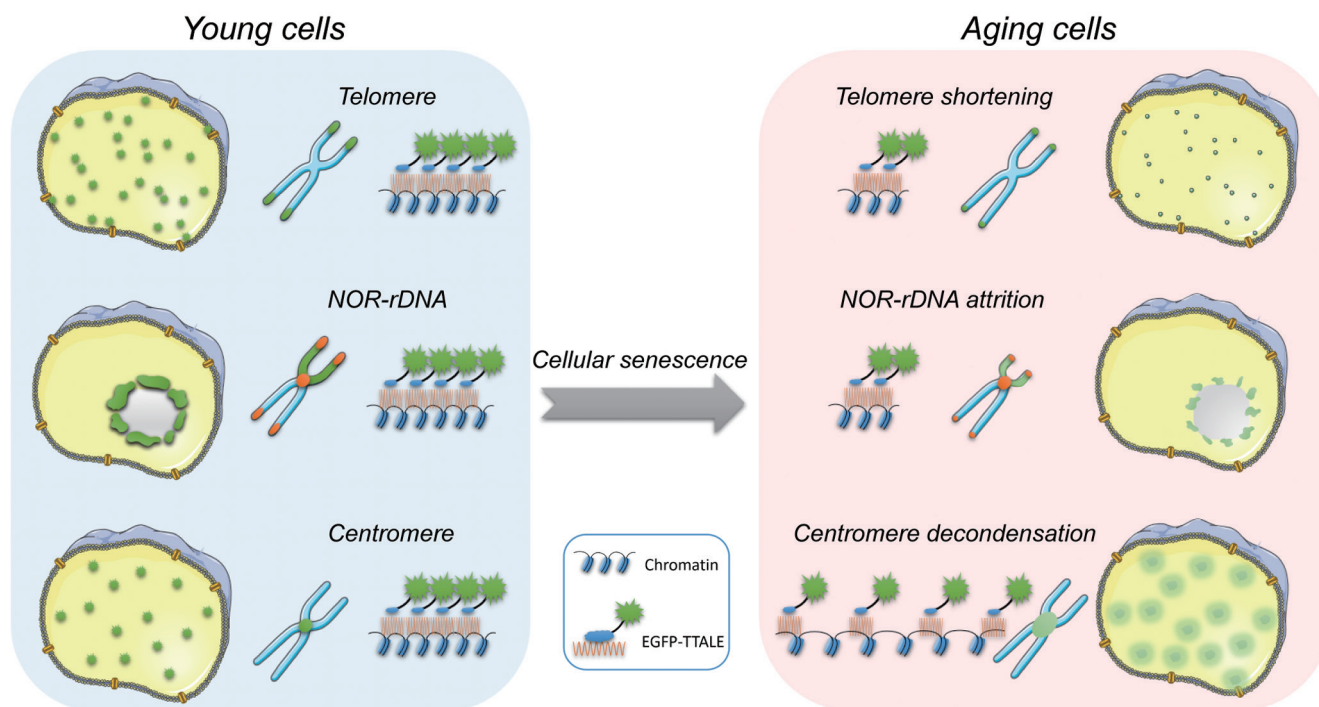 Young cells
Aging cells
Telomere
Telomere shortening
NOR-rDNA
NOR-rDNA attrition
Cellular senescence
Centromere
Centromere decondensation
Chromatin
EGFP-TTALE